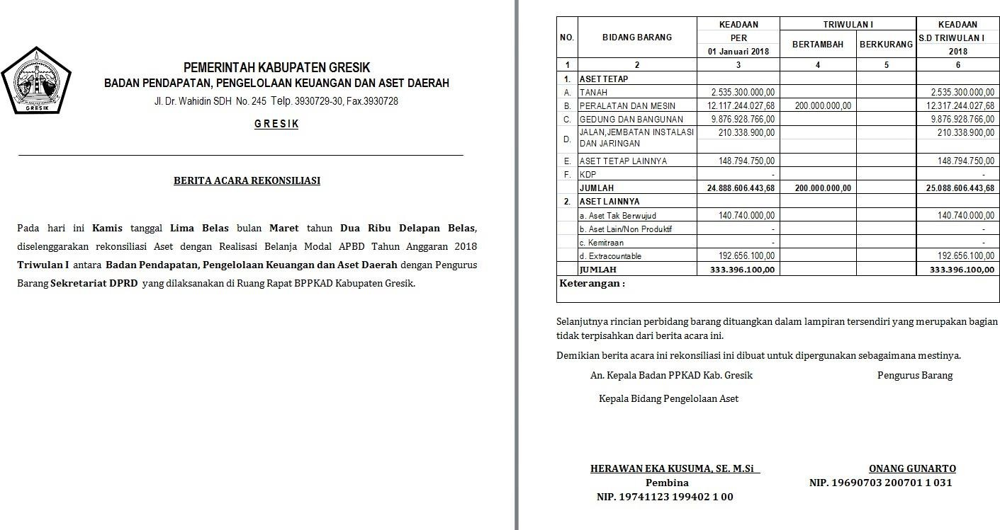 GRESIK
PEMERINTAH KABUPATEN GRESIK
BADAN PENDAPATAN, PENGELOLAAN KEUANGAN DAN ASET DAERAH
Jl. Dr. Wahidin SDH No. 245 Telp. 3930729-30, Fax.3930728
G R E S I K
BERITA ACARA REKONSILIASI
Pada hari ini Kamis tanggal Lima Belas bulan Maret tahun Dua Ribu Delapan Belas,
diselenggarakan rekonsiliasi Aset dengan Realisasi Belanja Modal APBD Tahun Anggaran 2018
Triwulan I antara Badan Pendapatan, Pengelolaan Keuangan dan Aset Daerah dengan Pengurus
Barang Sekretariat DPRD yang dilaksanakan di Ruang Rapat BPPKAD Kabupaten Gresik.
NO. BIDANG BARANG KEADAAN PER 01 Januari 2018 TRIWULAN I BERTAMBAH BERKURANG KEADAAN S.D TRIWULAN I 2018
1 2 3 4 5 6
1. ASET TETAP
A. TANAH 2.535.300.000,00 2.535.300.000,00
B. PERALATAN DAN MESIN 12.117.244.027,68 200.000.000,00 12.317.244.027,68
C. GEDUNG DAN BANGUNAN 9.876.928.766,00 9.876.928.766,00
D. JALAN,JEMBATAN INSTALASI 210.338.900,00 210.338.900,00
DAN JARINGAN
E. ASET TETAP LAINNYA 148.794.750,00 148.794.750,00
F. KDP - -
JUMLAH 24.888.606.443,68 200.000.000,00 25.088.606.443,68
2. ASET LAINNYA
a. Aset Tak Berwujud 140.740.000,00 140.740.000,00
b. Aset Lain/Non Produktif - -
c. Kemitraan - -
d. Extracountable 192.656.100,00 192.656.100,00
JUMLAH 333.396.100,00 333.396.100,00
Keterangan :
Selanjutnya rincian perbidang barang dituangkan dalam lampiran tersendiri yang merupakan bagian
tidak terpisahkan dari berita acara ini.
Demikian berita acara ini rekonsiliasi ini dibuat untuk dipergunakan sebagaimana mestinya.
An. Kepala Badan PPKAD Kab. Gresik Pengurus Barang
Kepala Bidang Pengelolaan Aset
HERAWAN EKA KUSUMA, SE. M.Si ONANG GUNARTO
Pembina NIP. 19690703 200701 1 031
NIP. 19741123 199402 1 00